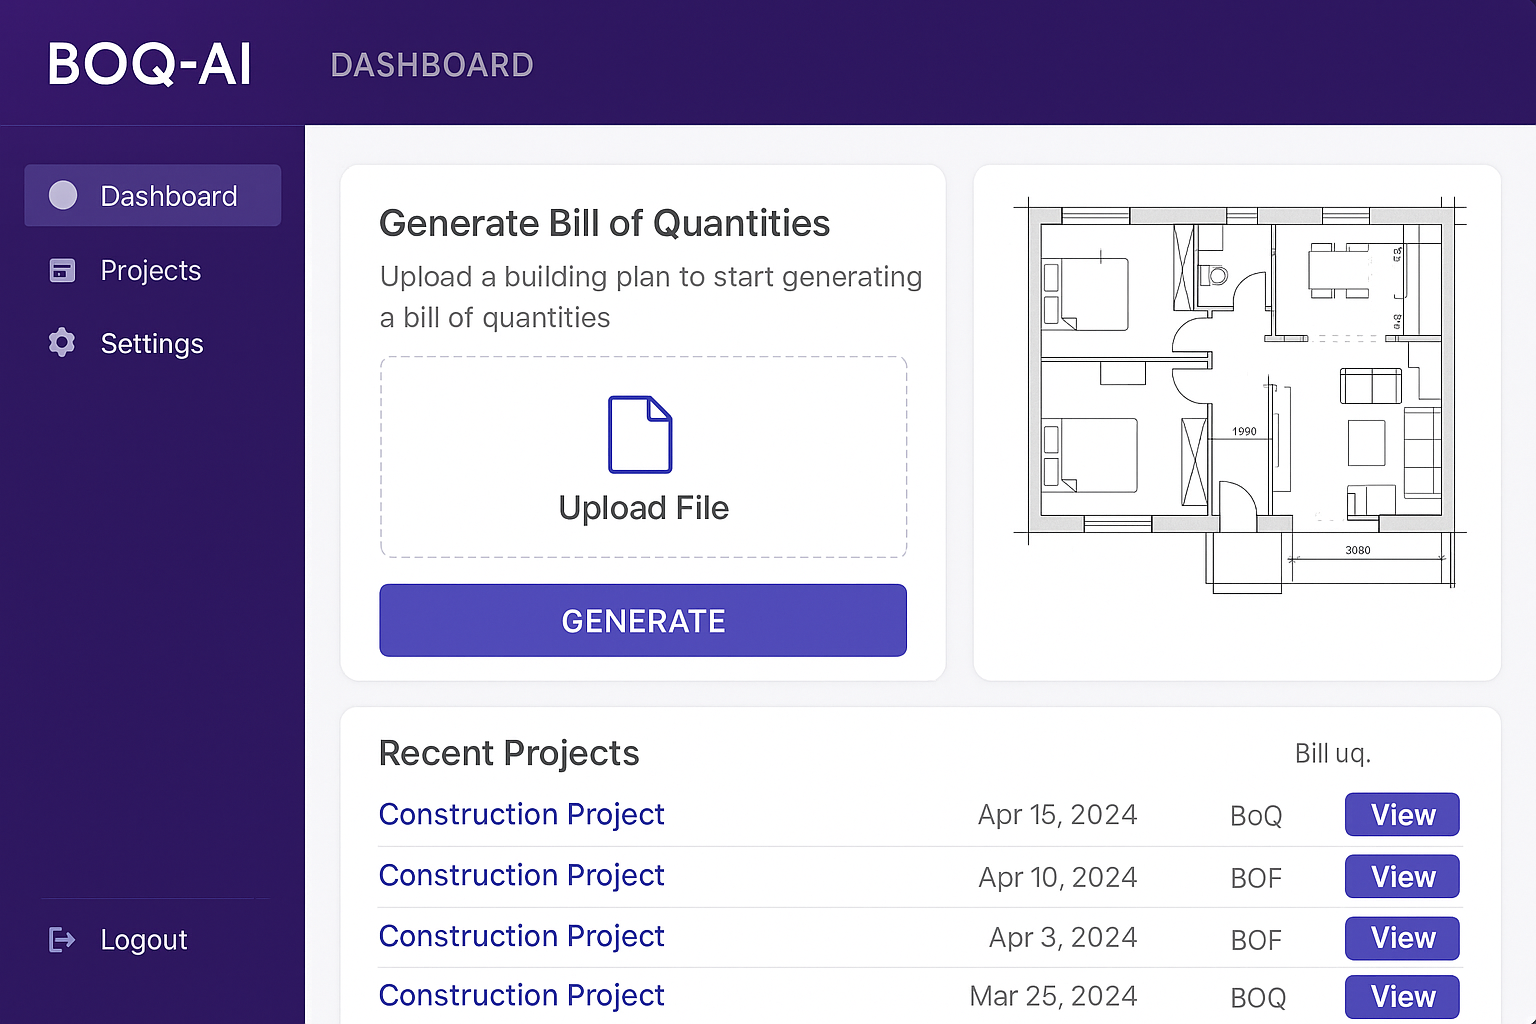 BOQ-AI
DASHBOARD
Dashboard
Projects
Settings
Logout
Generate Bill of Quantities
Upload a building plan to start generating
a bill of quantities
Upload File
GENERATE
1990
3080
Recent Projects
Bill uq.
Construction Project Apr 15, 2024 BoQ View
Construction Project Apr 10, 2024 BOF View
Construction Project Apr 3, 2024 BOF View
Construction Project Mar 25, 2024 BOQ View